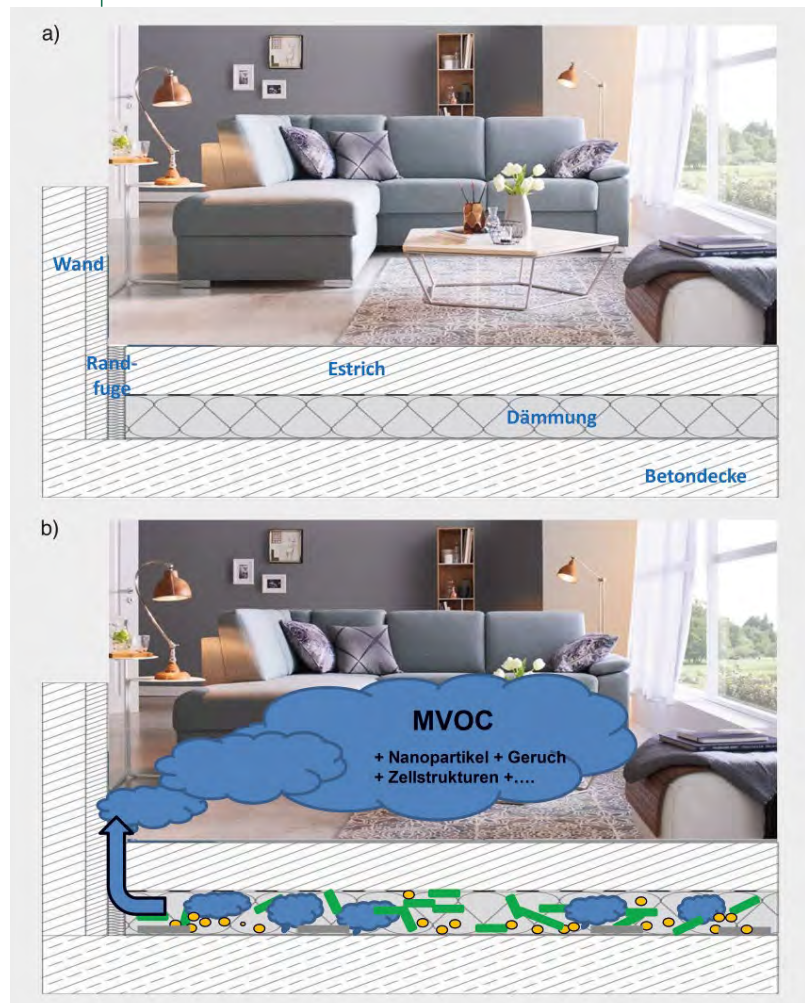 a)
Wand
Rand-
fuge
Estrich
Dämmung
Betondecke
b)
MVOC
+ Nanopartikel + Geruch
+ Zellstrukturen +....